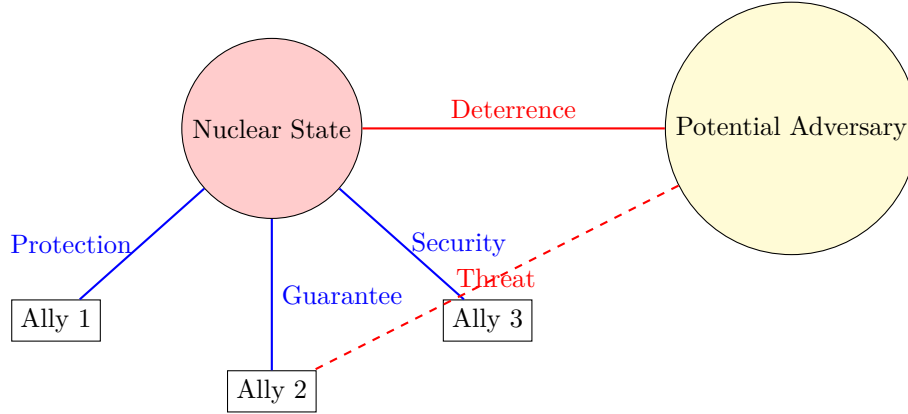 Deterrence
Nuclear State
Potential Adversary
Protection
Security
Threat
Guarantee
Ally 1
Ally 3
Ally 2